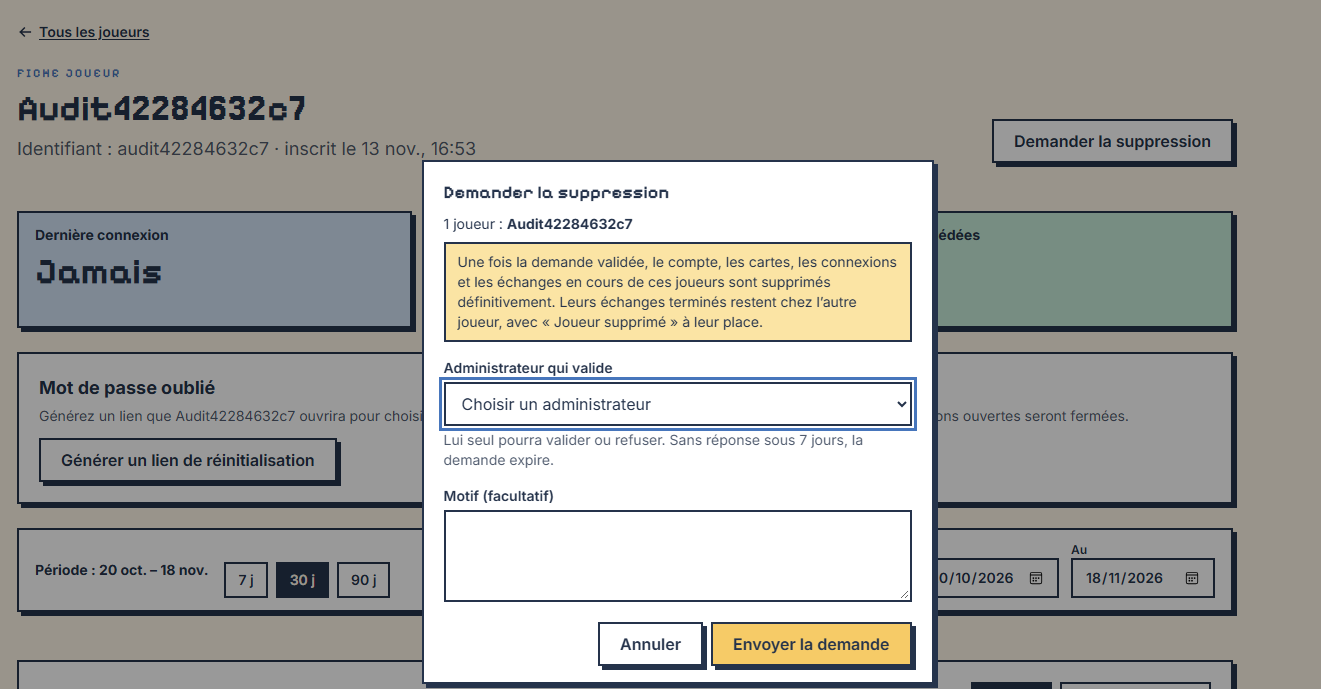 ← Tous les joueurs
FICHE JOUEUR
Audit42284632c7
Identifiant : audit42284632c7 · inscrit le 13 nov., 16:53
Demander la suppression
Demander la suppression
1 joueur : Audit42284632c7
Une fois la demande validée, le compte, les cartes, les connexions
et les échanges en cours de ces joueurs sont supprimés
définitivement. Leurs échanges terminés restent chez l’autre
joueur, avec « Joueur supprimé » à leur place.
Administrateur qui valide
Choisir un administrateur
Lui seul pourra valider ou refuser. Sans réponse sous 7 jours, la
demande expire.
Motif (facultatif)
Annuler
Envoyer la demande
Dernière connexion
Jamais
Mot de passe oublié
Générez un lien que Audit42284632c7 ouvrira pour
ouvertes seront fermées.
Générer un lien de réinitialisation
Période : 20 oct. – 18 nov.
7 j
30 j
90 j
Au
0/10/2026
18/11/2026